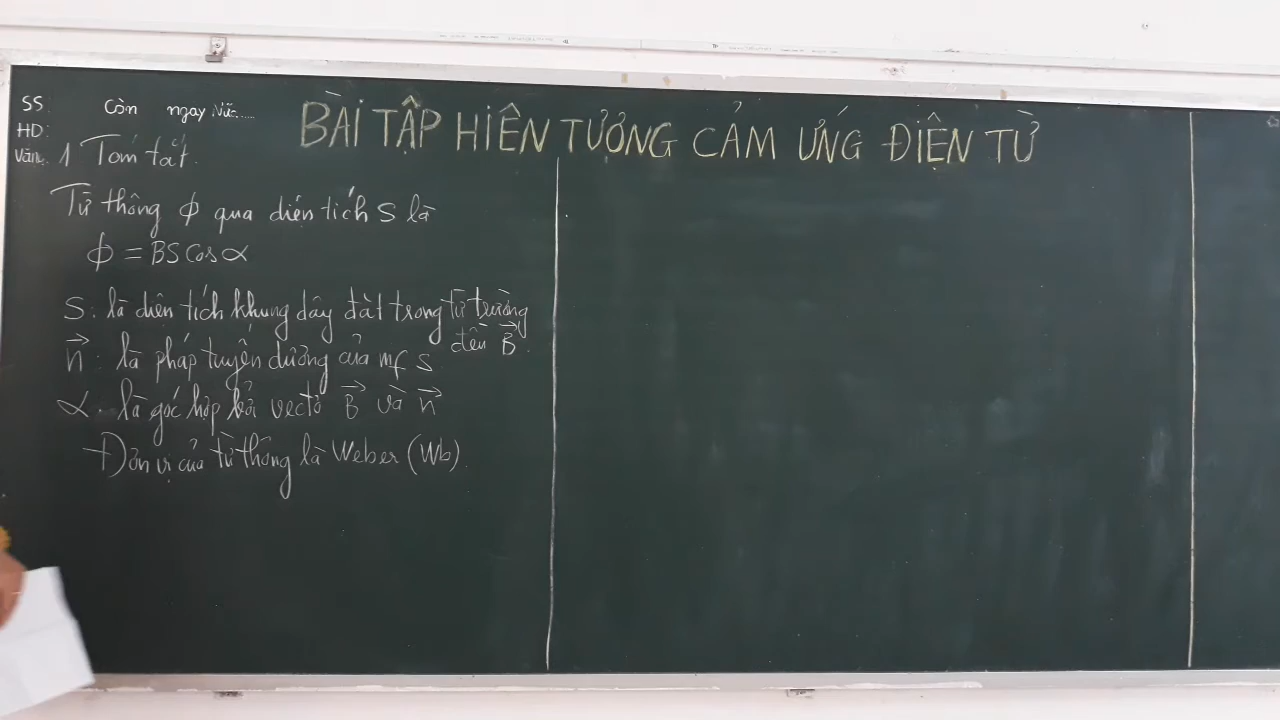 SS:
HD:
Vắng:
Còn ngay
BÀI TẬP HIỆN TƯỢNG CẢM ỨNG ĐIỆN TỪ
1 Tóm tắt.
Từ thông ϕ qua diện tích S là
ϕ = BS Cos α
S: là diện tích khung dây đặt trong từ trường
đều B⃗.
n⃗: là pháp tuyến dương của mf S
α: là góc hợp bởi vectơ B⃗ và n⃗
Đơn vị của từ thông là Weber (Wb).